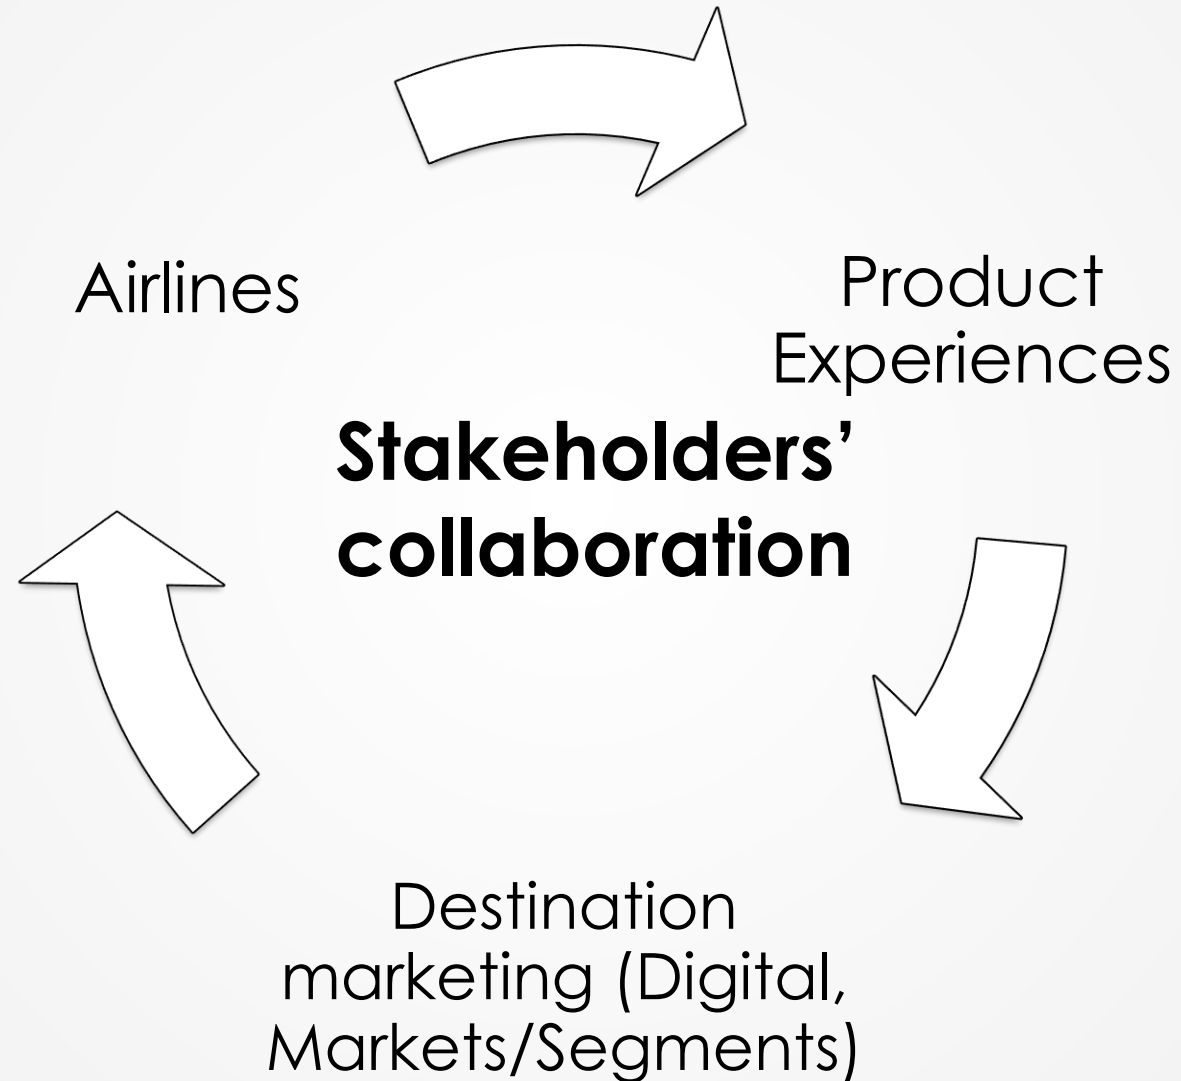 Airlines
Product
Experiences
Stakeholders’
collaboration
Destination
marketing (Digital,
Markets/Segments)